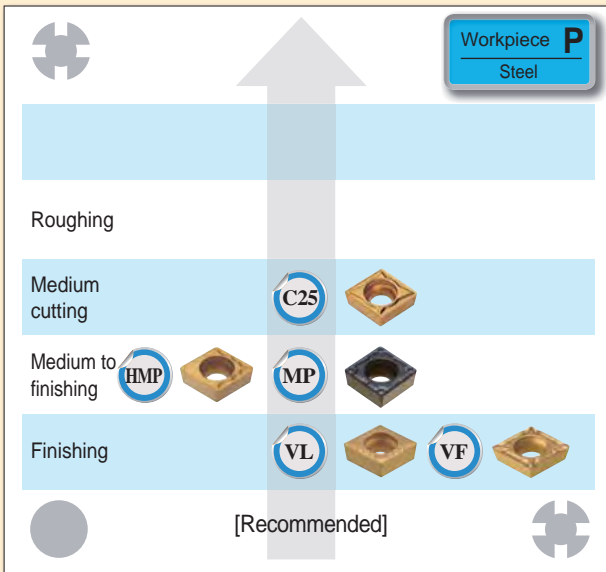 Workpiece P
Steel
Roughing
Medium
cutting
C25
Medium to
finishing
HMP
MP
Finishing
VL
VF
[Recommended]